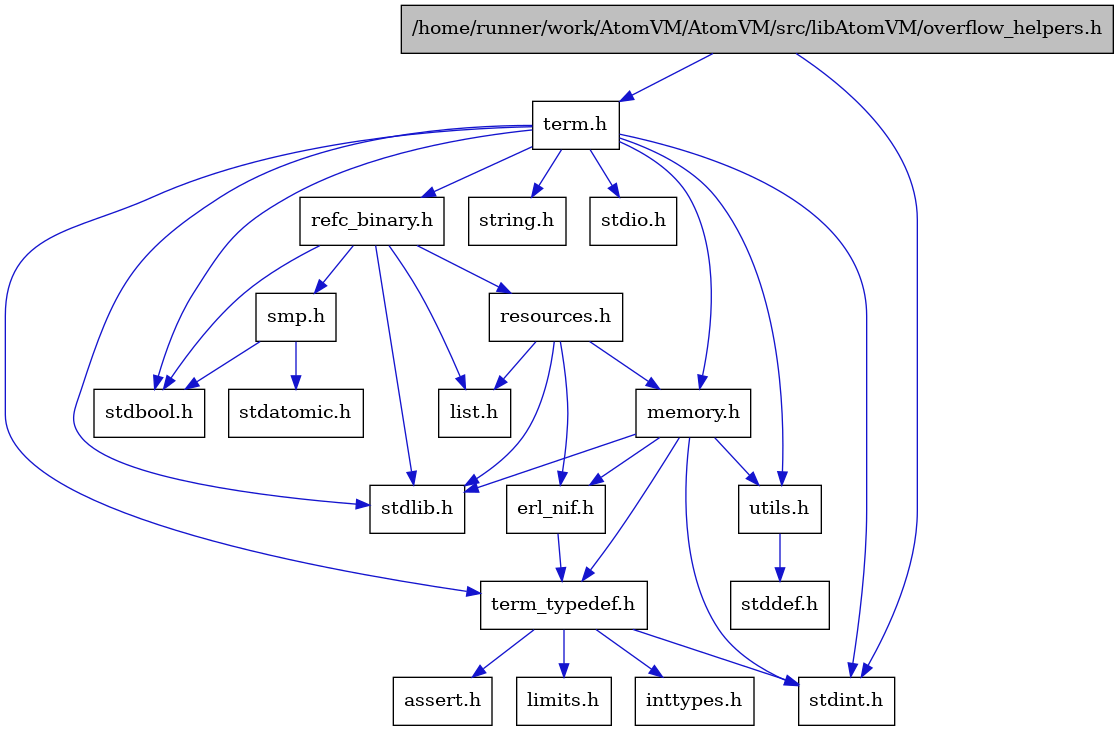 /home/runner/work/AtomVM/AtomVM/src/libAtomVM/overflow_helpers.h
term.h
refc_binary.h
string.h
stdio.h
smp.h
resources.h
stdbool.h
stdatomic.h
list.h
memory.h
stdlib.h
erl_nif.h
utils.h
term_typedef.h
stddef.h
assert.h
limits.h
inttypes.h
stdint.h